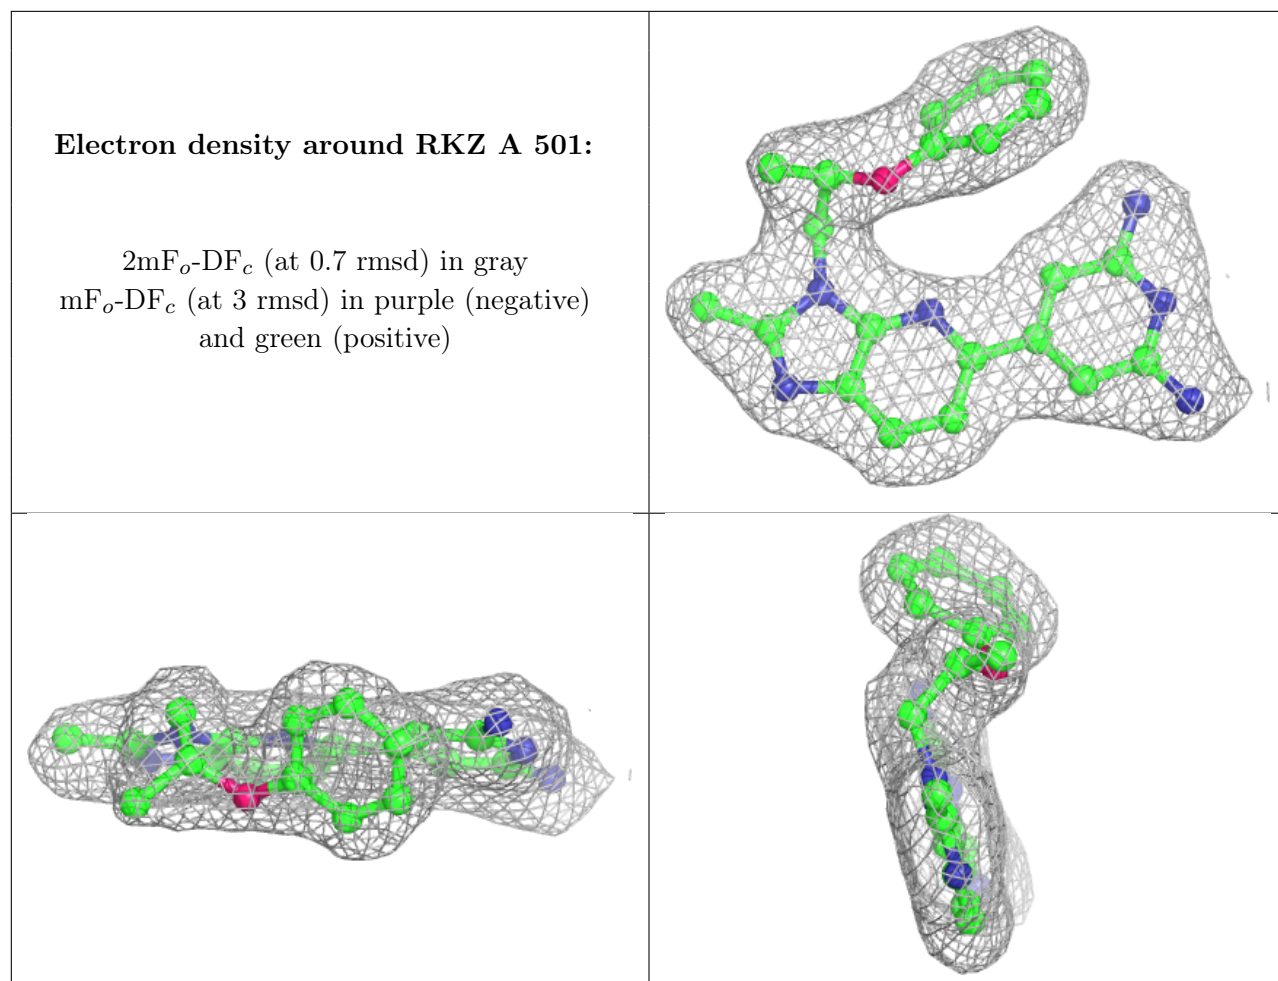 Electron density around RKZ A 501:
2mFo-DFc (at 0.7 rmsd) in gray
mFo-DFc (at 3 rmsd) in purple (negative)
and green (positive)